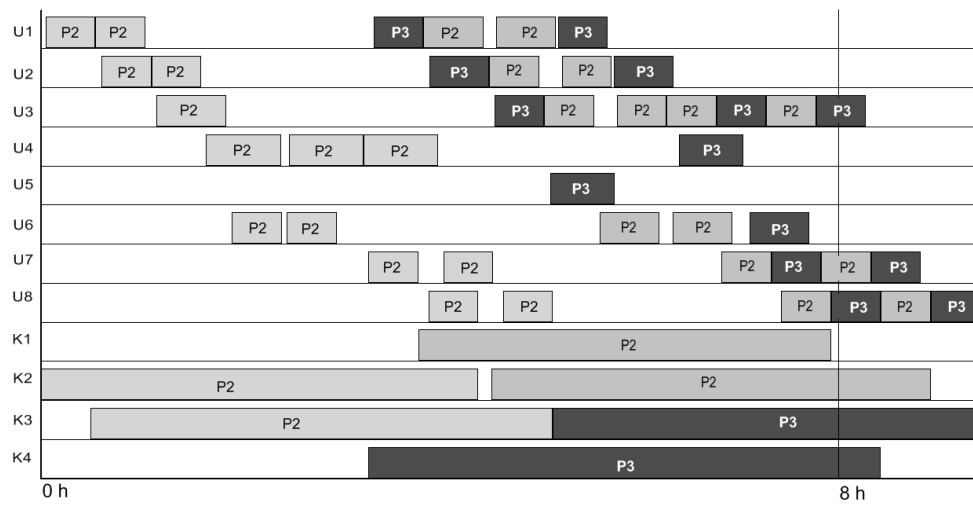 U1 P2 P2 P3 P2 P2 P3
U2 P2 P2 P3 P2 P2 P3
U3 P2 P3 P2 P2 P2 P3 P2 P3
U4 P2 P2 P2 P3
U5 P3
U6 P2 P2 P2 P2 P3
U7 P2 P2 P2 P3 P2 P3
U8 P2 P2 P2 P3 P2 P3
K1 P2
K2 P2 P2
K3 P2 P3
K4 P3
0 h 8 h